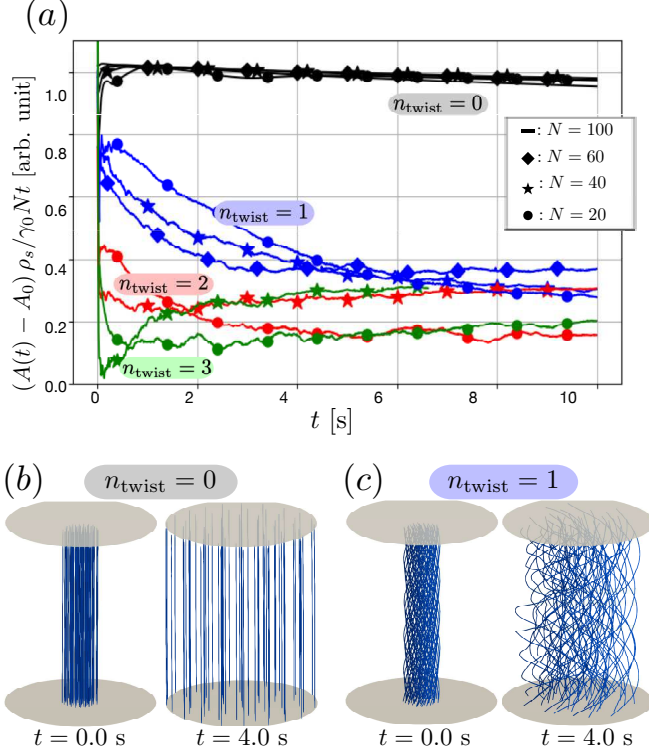 (a)
(A(t) − A₀) ρₛ/γ₀Nt [arb. unit]
1.0
0.8
0.6
0.4
0.2
0.0
n_twist = 0
n_twist = 1
n_twist = 2
n_twist = 3
: N = 100
: N = 60
: N = 40
: N = 20
0 2 4 6 8 10
t [s]
(b) n_twist = 0
(c) n_twist = 1
t = 0.0 s t = 4.0 s
t = 0.0 s t = 4.0 s